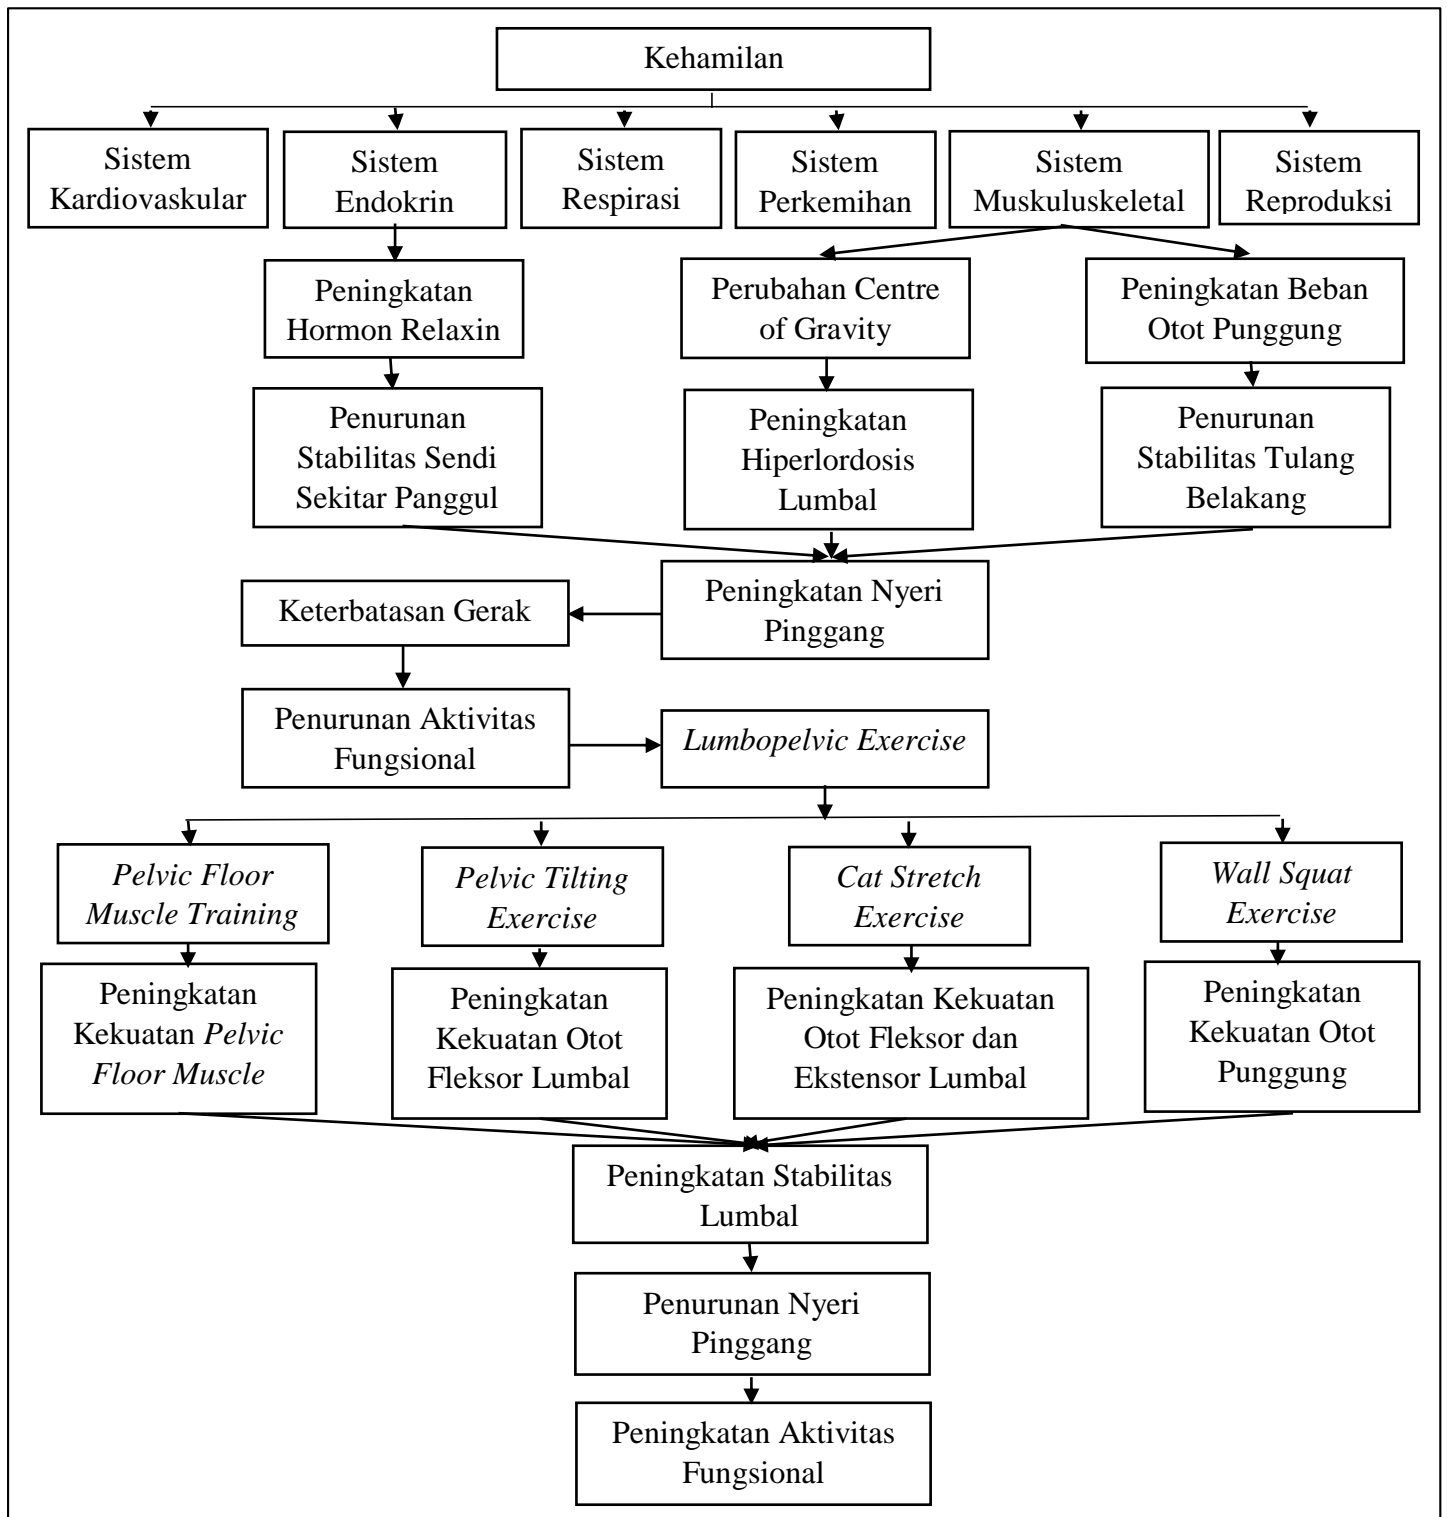 Kehamilan
Sistem
Kardiovaskular
Sistem
Endokrin
Sistem
Respirasi
Sistem
Perkemihan
Sistem
Muskuluskeletal
Sistem
Reproduksi
Peningkatan
Hormon Relaxin
Perubahan Centre
of Gravity
Peningkatan Beban
Otot Punggung
Penurunan
Stabilitas Sendi
Sekitar Panggul
Peningkatan
Hiperlordosis
Lumbal
Penurunan
Stabilitas Tulang
Belakang
Peningkatan Nyeri
Pinggang
Keterbatasan Gerak
Penurunan Aktivitas
Fungsional
Lumbopelvic Exercise
Pelvic Floor
Muscle Training
Pelvic Tilting
Exercise
Cat Stretch
Exercise
Wall Squat
Exercise
Peningkatan
Kekuatan Pelvic
Floor Muscle
Peningkatan
Kekuatan Otot
Fleksor Lumbal
Peningkatan Kekuatan
Otot Fleksor dan
Ekstensor Lumbal
Peningkatan
Kekuatan Otot
Punggung
Peningkatan Stabilitas
Lumbal
Penurunan Nyeri
Pinggang
Peningkatan Aktivitas
Fungsional